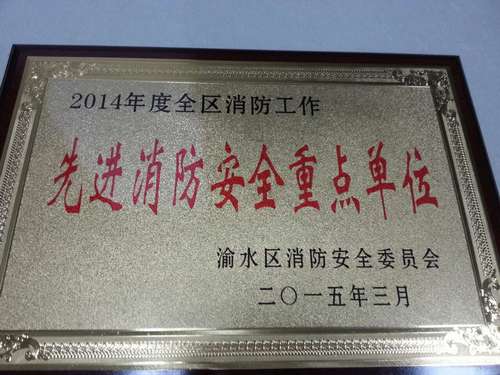 2014年度全区消防工作
先进消防安全重点单位
渝水区消防安全委员会
二〇一五年三月